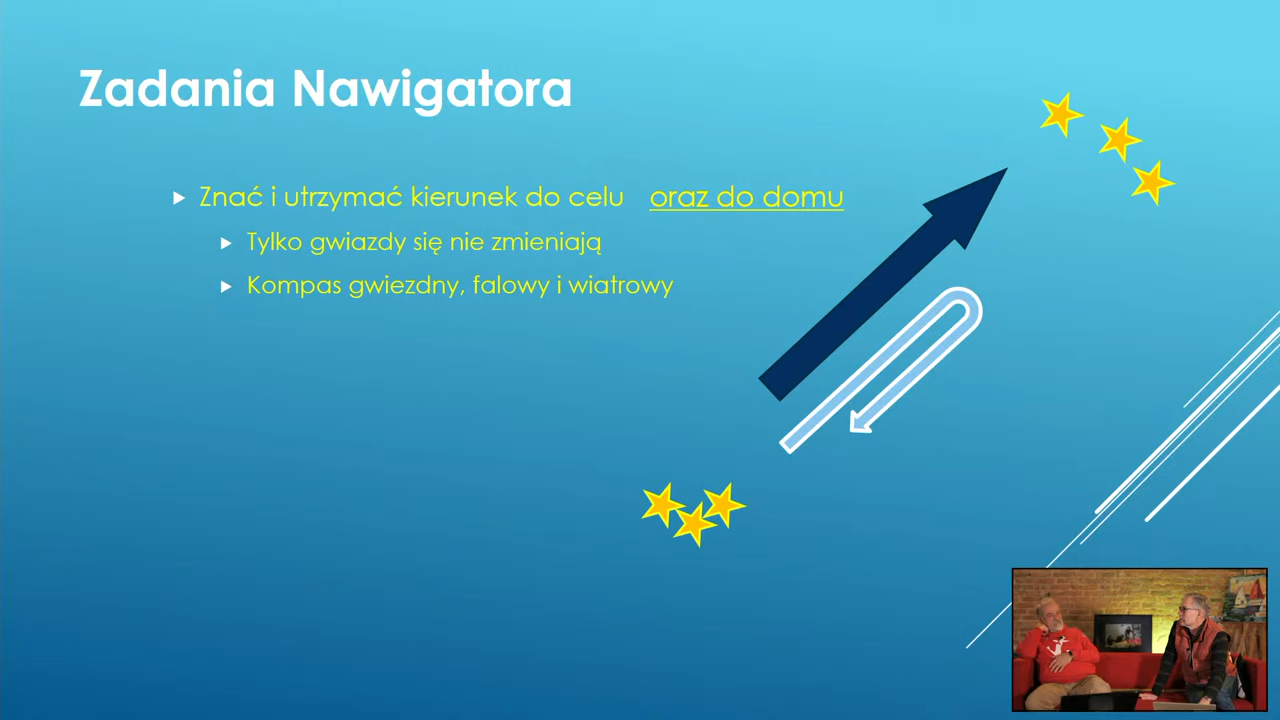 Zadania Nawigatora
Znać i utrzymać kierunek do celu oraz do domu
Tylko gwiazdy się nie zmieniają
Kompas gwiezdny, falowy i wiatrowy